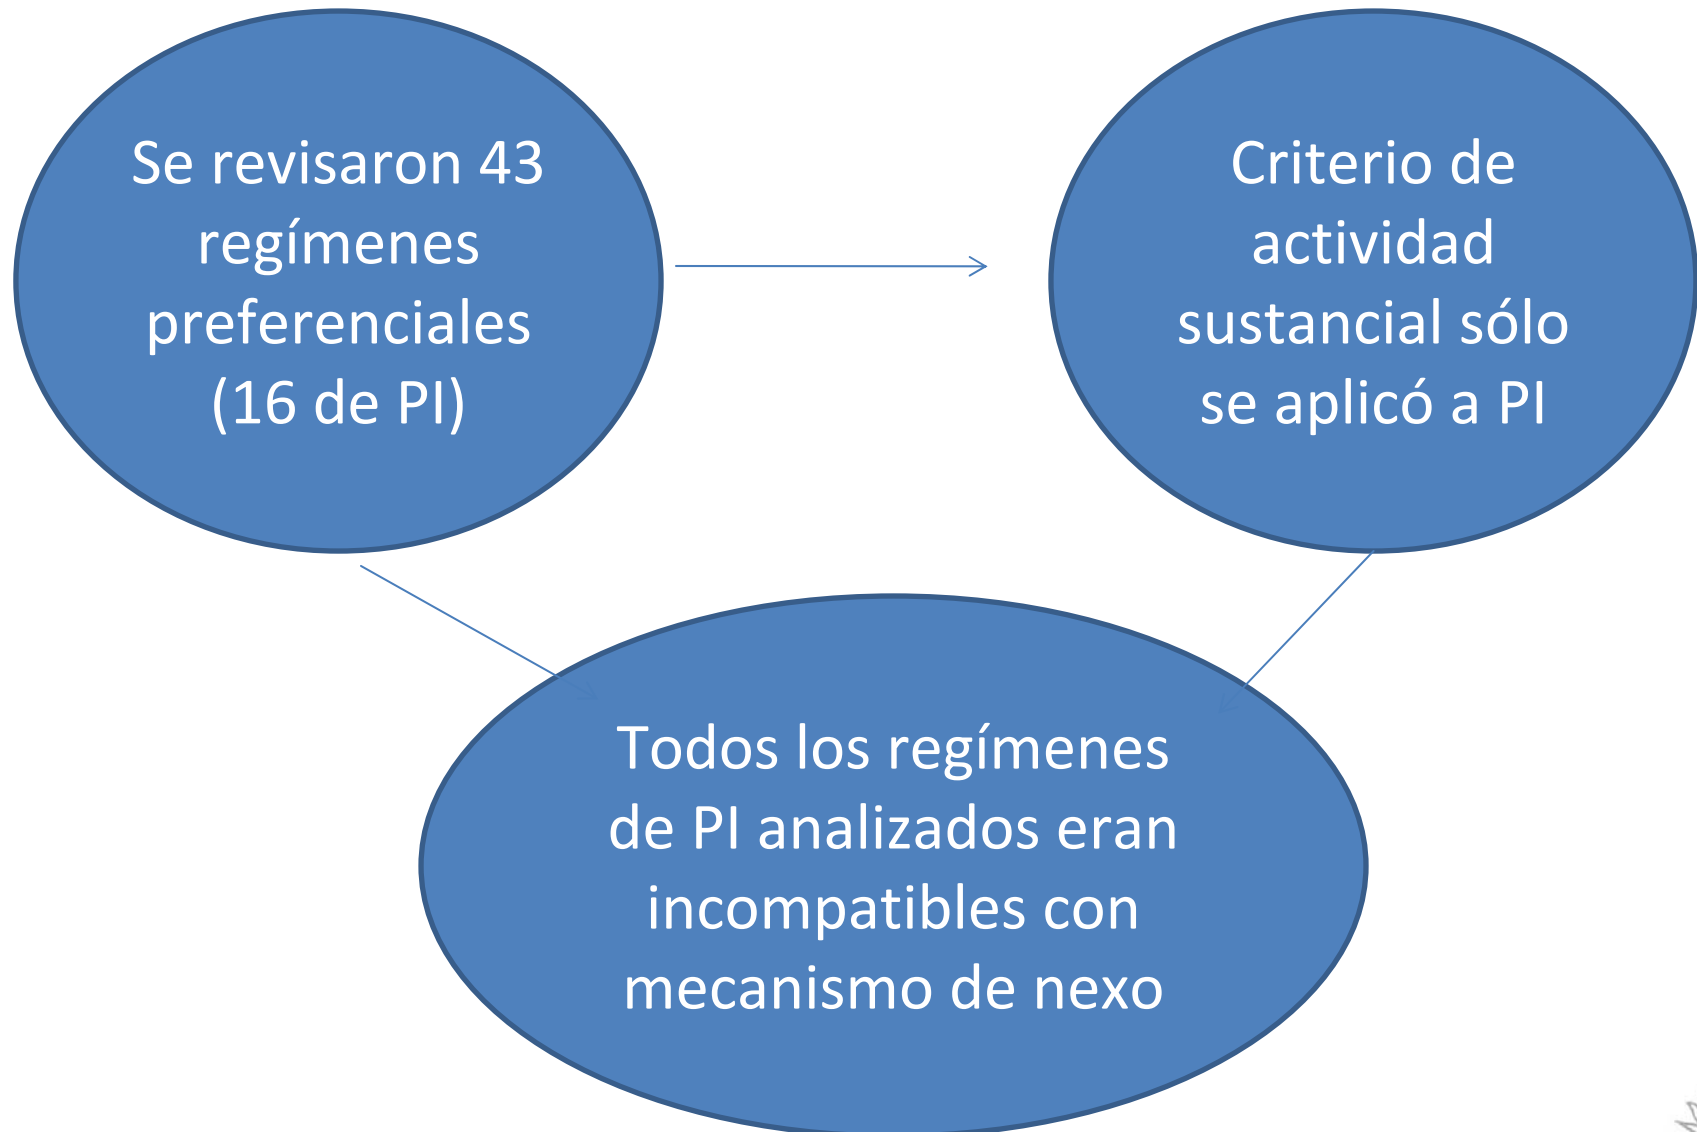 Se revisaron 43
regímenes
preferenciales
(16 de PI)
Criterio de
actividad
sustancial sólo
se aplicó a PI
Todos los regímenes
de PI analizados eran
incompatibles con
mecanismo de nexo